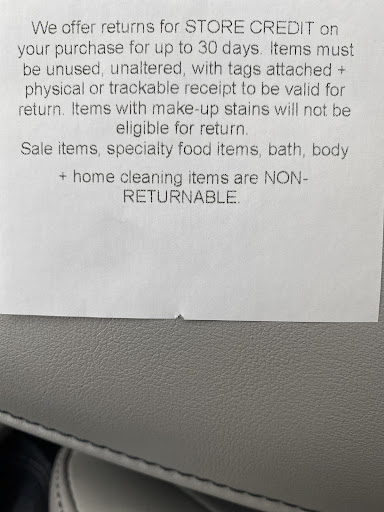 We offer returns for STORE CREDIT on
your purchase for up to 30 days. Items must
be unused, unaltered, with tags attached +
physical or trackable receipt to be valid for
return. Items with make-up stains will not be
eligible for return.
Sale items, specialty food items, bath, body
+ home cleaning items are NON-
RETURNABLE.